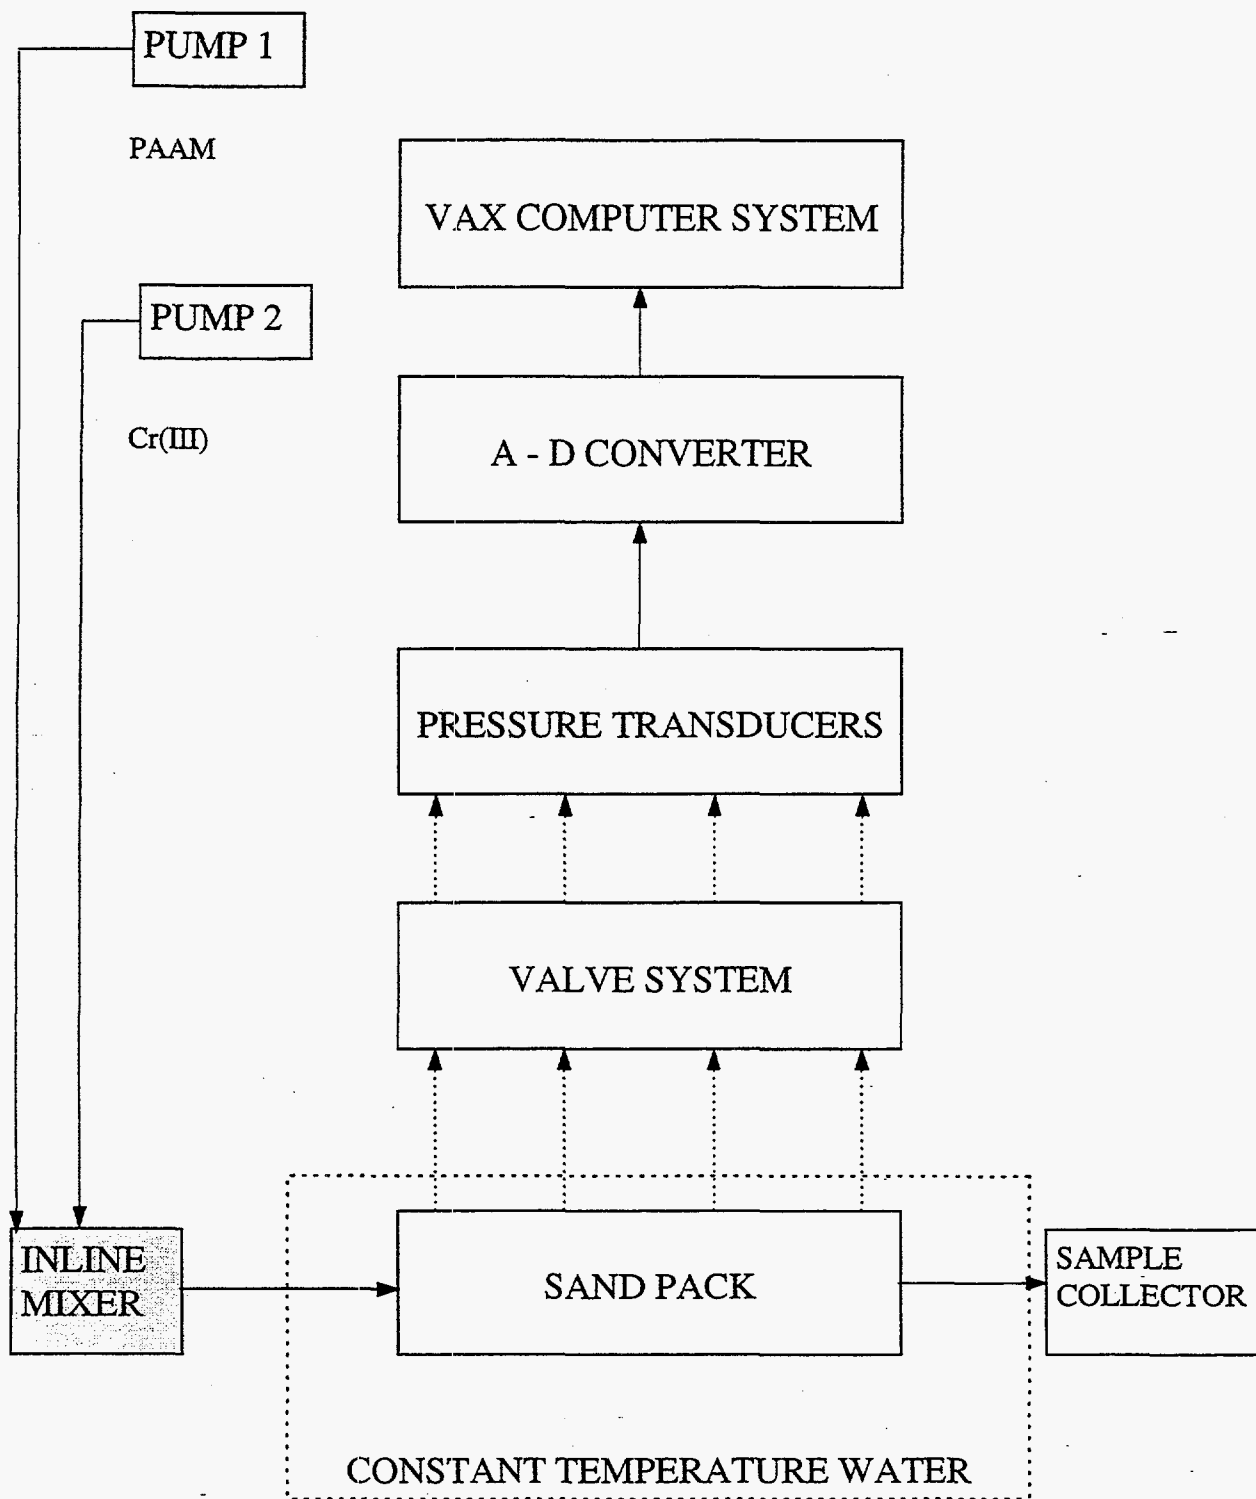 PUMP 1
PAAM
VAX COMPUTER SYSTEM
PUMP 2
A - D CONVERTER
Cr(III)
PRESSURE TRANSDUCERS
VALVE SYSTEM
INLINE
MIXER
SAND PACK
SAMPLE
COLLECTOR
CONSTANT TEMPERATURE WATER